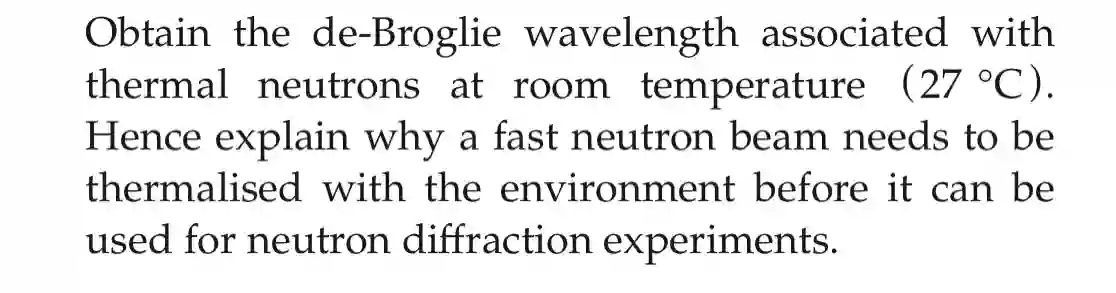 Obtain the de-Broglie wavelength associated with
thermal neutrons at room temperature (27 °C).
Hence explain why a fast neutron beam needs to be
thermalised with the environment before it can be
used for neutron diffraction experiments.